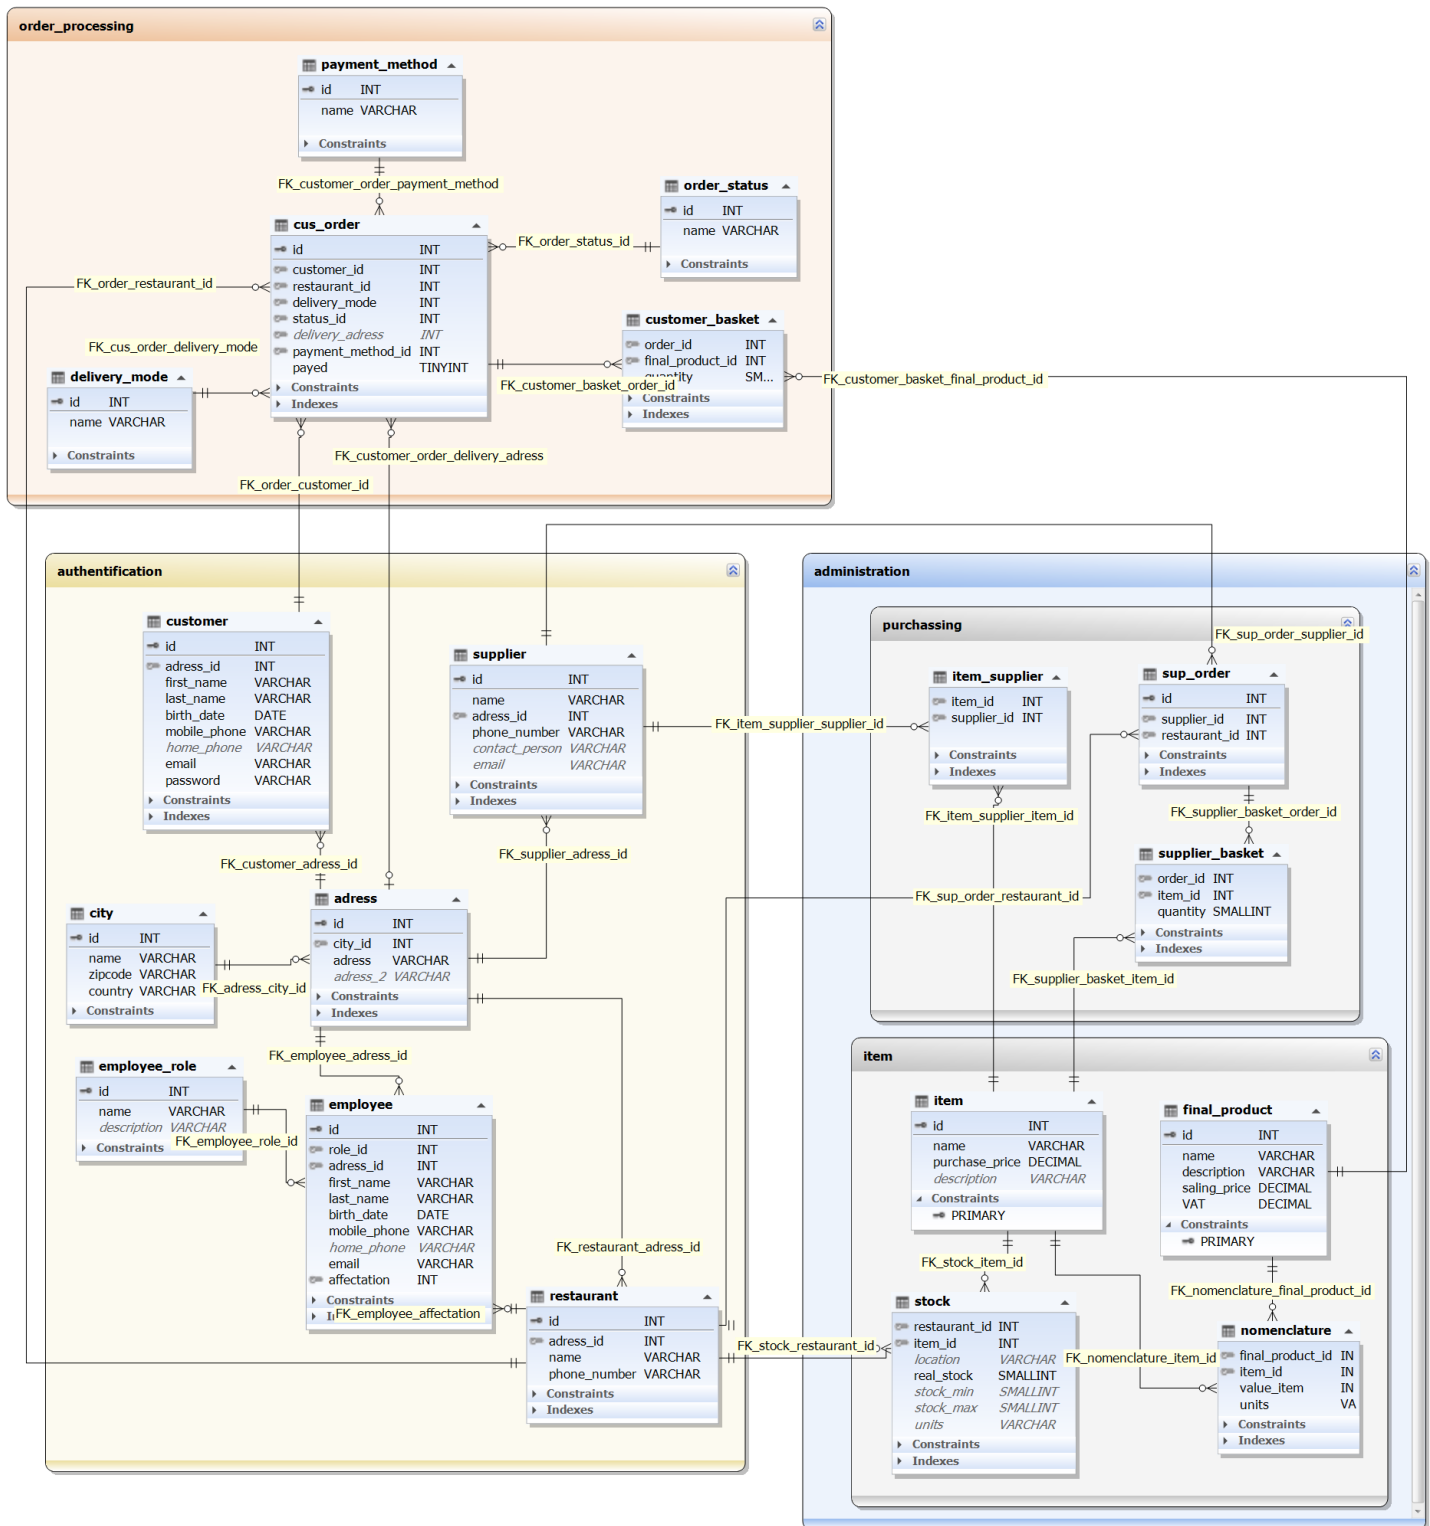 order_processing
payment_method
id INT
name VARCHAR
Constraints
FK_customer_order_payment_method
order_status
id INT
name VARCHAR
Constraints
cus_order
id INT
customer_id INT
restaurant_id INT
delivery_mode INT
status_id INT
delivery_adress INT
payment_method_id INT
payed TINYINT
Constraints
Indexes
FK_order_status_id
FK_order_restaurant_id
customer_basket
order_id INT
final_product_id INT
quantity SM...
Constraints
Indexes
FK_cus_order_delivery_mode
FK_customer_basket_order_id
FK_customer_basket_final_product_id
delivery_mode
id INT
name VARCHAR
Constraints
FK_customer_order_delivery_adress
FK_order_customer_id
authentification
customer
id INT
adress_id INT
first_name VARCHAR
last_name VARCHAR
birth_date DATE
mobile_phone VARCHAR
home_phone VARCHAR
email VARCHAR
password VARCHAR
Constraints
Indexes
supplier
id INT
name VARCHAR
adress_id INT
phone_number VARCHAR
contact_person VARCHAR
email VARCHAR
Constraints
Indexes
FK_customer_adress_id
FK_supplier_adress_id
city
id INT
name VARCHAR
zipcode VARCHAR
country VARCHAR
Constraints
FK_adress_city_id
adress
id INT
city_id INT
adress VARCHAR
adress_2 VARCHAR
Constraints
Indexes
FK_employee_adress_id
employee_role
id INT
name VARCHAR
description VARCHAR
Constraints
FK_employee_role_id
employee
id INT
role_id INT
adress_id INT
first_name VARCHAR
last_name VARCHAR
birth_date DATE
mobile_phone VARCHAR
home_phone VARCHAR
email VARCHAR
affectation INT
Constraints
FK_employee_affectation
FK_restaurant_adress_id
restaurant
id INT
adress_id INT
name VARCHAR
phone_number VARCHAR
Constraints
Indexes
administration
purchassing
FK_sup_order_supplier_id
item_supplier
item_id INT
supplier_id INT
Constraints
Indexes
FK_item_supplier_supplier_id
sup_order
id INT
supplier_id INT
restaurant_id INT
Constraints
Indexes
FK_item_supplier_item_id
FK_supplier_basket_order_id
supplier_basket
order_id INT
item_id INT
quantity SMALLINT
Constraints
Indexes
FK_sup_order_restaurant_id
FK_supplier_basket_item_id
item
item
id INT
name VARCHAR
purchase_price DECIMAL
description VARCHAR
Constraints
PRIMARY
final_product
id INT
name VARCHAR
description VARCHAR
saling_price DECIMAL
VAT DECIMAL
Constraints
PRIMARY
FK_stock_item_id
FK_nomenclature_final_product_id
stock
restaurant_id INT
item_id INT
location VARCHAR
real_stock SMALLINT
stock_min SMALLINT
stock_max SMALLINT
units VARCHAR
Constraints
Indexes
FK_stock_restaurant_id
FK_nomenclature_item_id
nomenclature
final_product_id IN
item_id IN
value_item IN
units VA
Constraints
Indexes